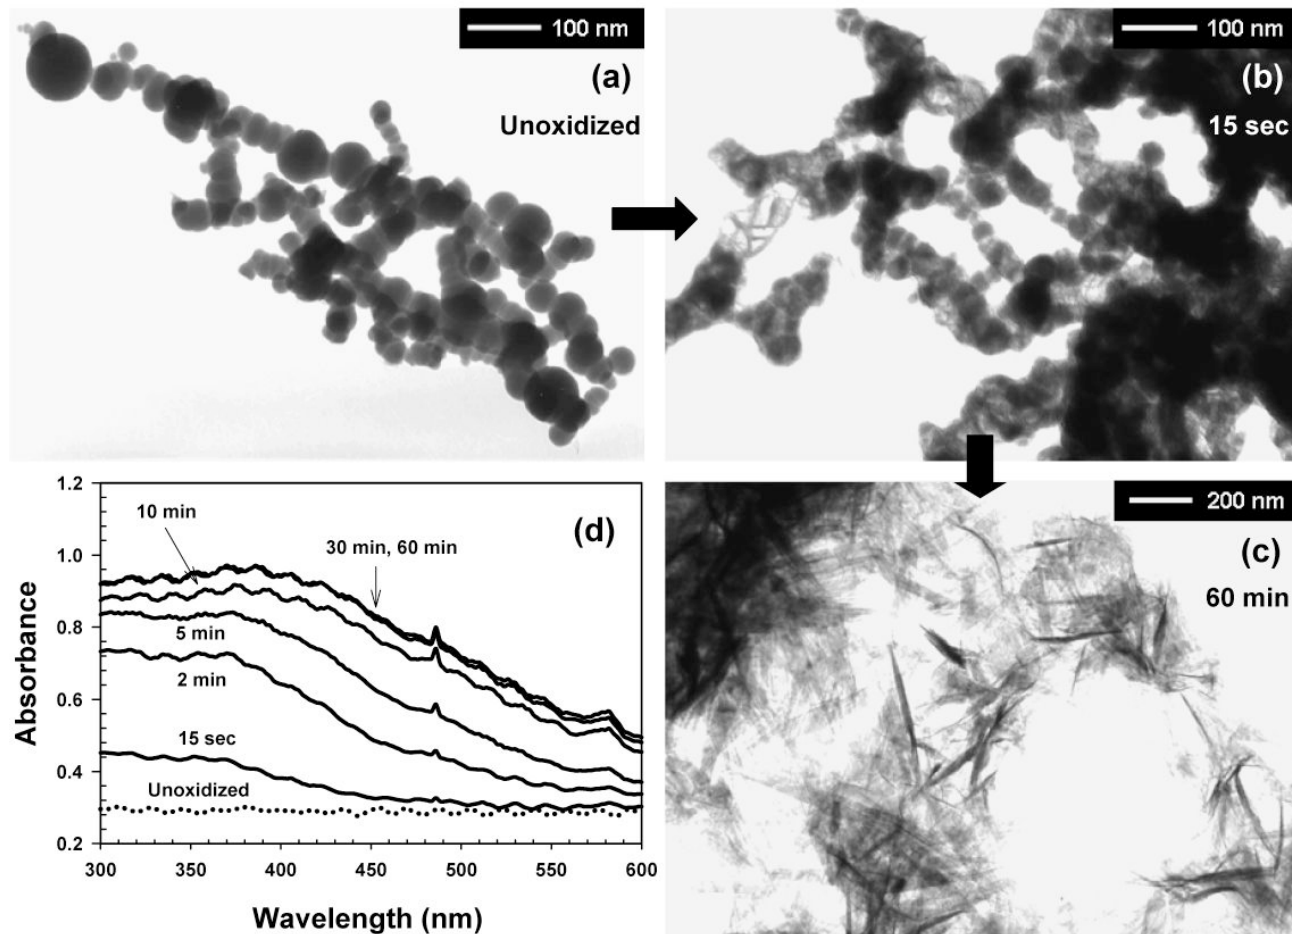 100 nm
(a)
Unoxidized
100 nm
(b)
15 sec
1.2
1.0
0.8
0.6
0.4
0.2
Absorbance
(d)
10 min
30 min, 60 min
5 min
2 min
15 sec
Unoxidized
300
350
400
450
500
550
600
Wavelength (nm)
200 nm
(c)
60 min